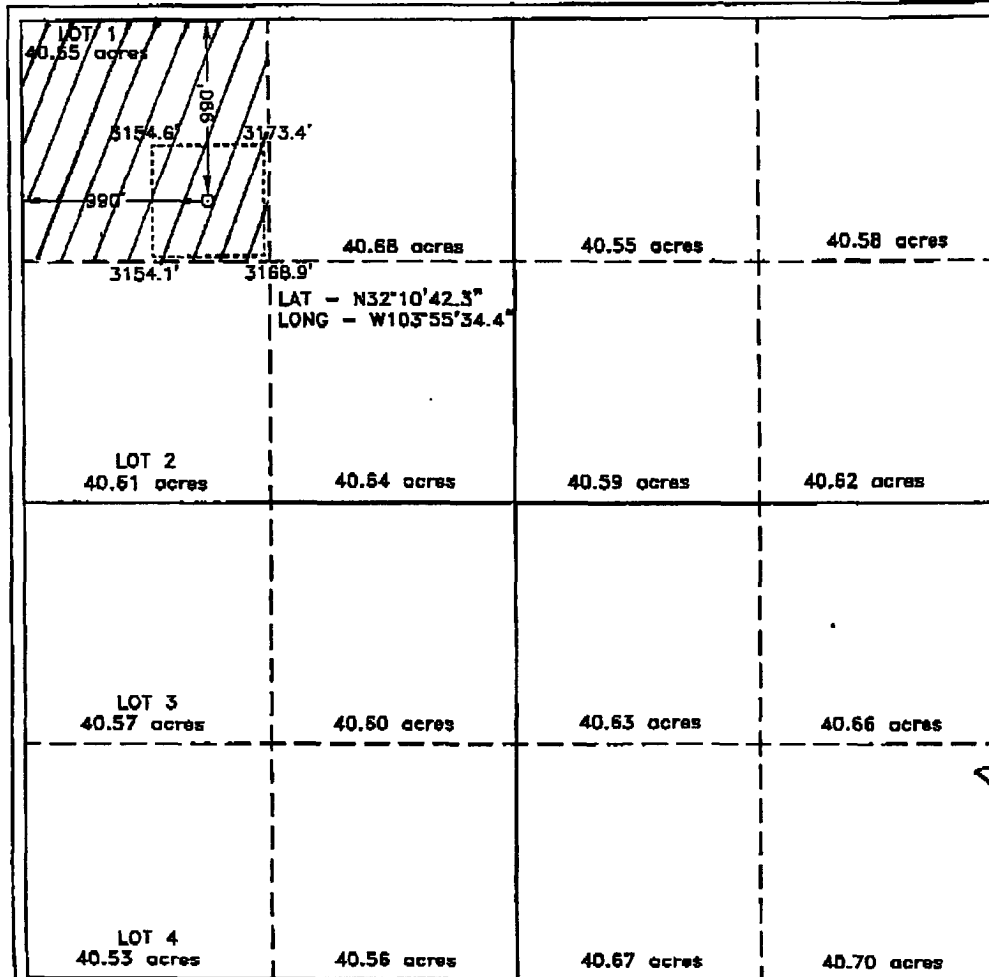 LOT 1
40.65 acres
990'
3154.6' 3173.4'
990'
40.68 acres 40.55 acres 40.58 acres
3154.1' 3168.9'
LAT - N32°10'42.3"
LONG - W103°55'34.4"
LOT 2
40.61 acres 40.64 acres 40.59 acres 40.62 acres
LOT 3
40.57 acres 40.60 acres 40.63 acres 40.66 acres
LOT 4
40.53 acres 40.56 acres 40.67 acres 40.70 acres